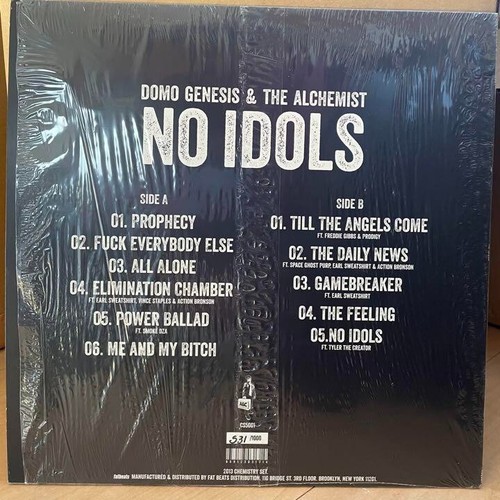 DOMO GENESIS & THE ALCHEMIST
NO IDOLS
SIDE A
01. PROPHECY
02. FUCK EVERYBODY ELSE
03. ALL ALONE
04. ELIMINATION CHAMBER
FT. EARL SWEATSHIRT, VINCE STAPLES & ACTION BRONSON
05. POWER BALLAD
FT. SMOKE DZA
06. ME AND MY BITCH
SIDE B
01. TILL THE ANGELS COME
FT. FREDDIE GIBBS & PRODIGY
02. THE DAILY NEWS
FT. SPACE GHOST PURP, EARL SWEATSHIRT & ACTION BRONSON
03. GAMEBREAKER
FT. EARL SWEATSHIRT
04. THE FEELING
05.NO IDOLS
FT. TYLER THE CREATOR
ALC
CSS001
531 /1000
2013 CHEMISTRY SET.
fatbeats MANUFACTURED & DISTRIBUTED BY FAT BEATS DISTRIBUTION, 110 BRIDGE ST. 3RD FLOOR, BROOKLYN, NEW YORK 11201.